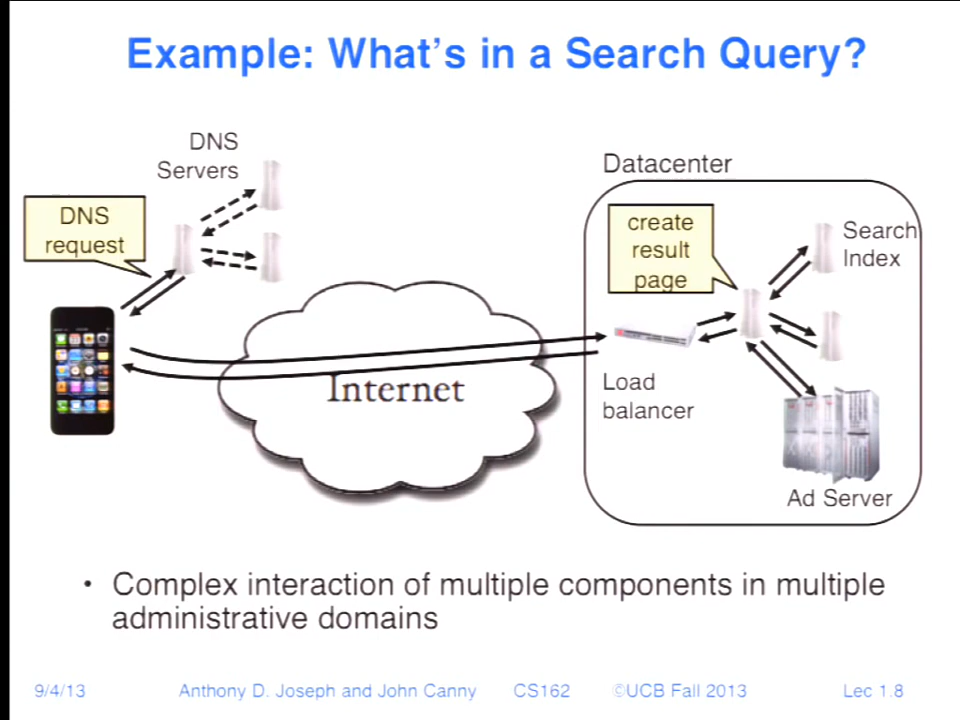 Example: What's in a Search Query?
DNS
Servers
DNS
request
Datacenter
create
result
page
Search
Index
Internet
Load
balancer
Ad Server
• Complex interaction of multiple components in multiple
administrative domains
9/4/13 Anthony D. Joseph and John Canny CS162 ©UCB Fall 2013 Lec 1.8